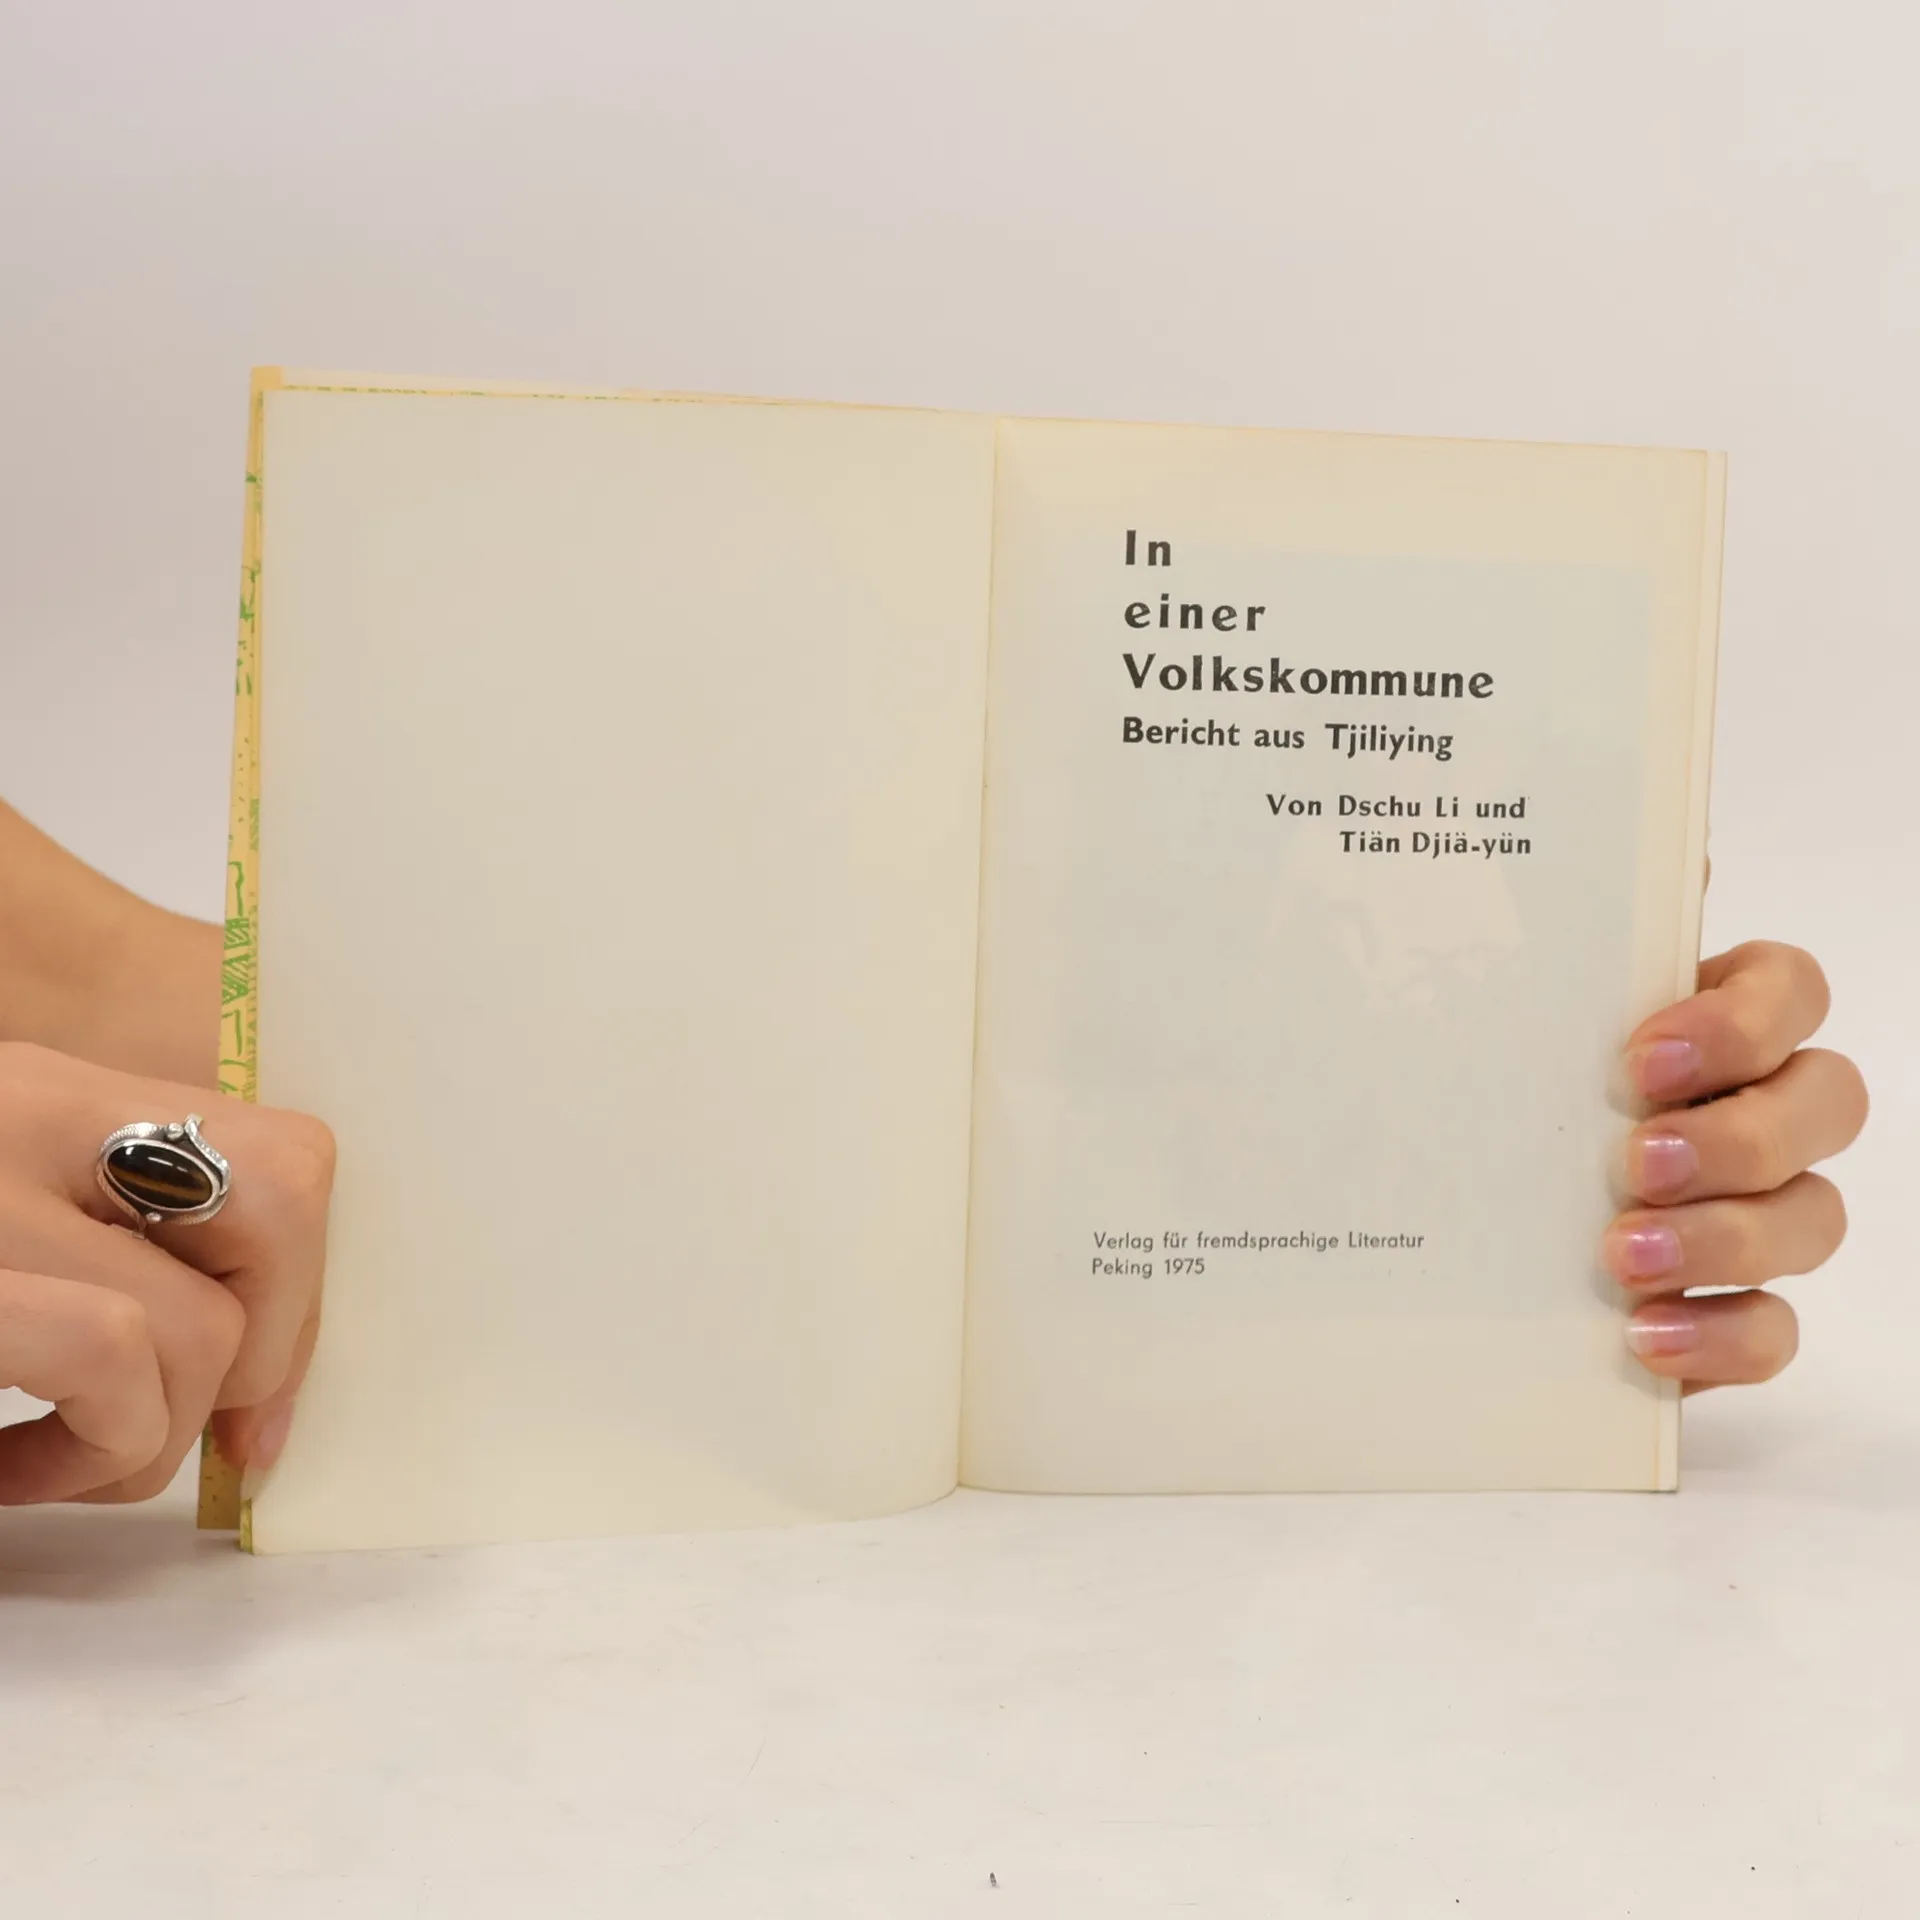 In
einer
Volkskommune
Bericht aus Tjiliying
Von Dschu Li und
Tiän Djiä-yün
Verlag für fremdsprachige Literatur
Peking 1975